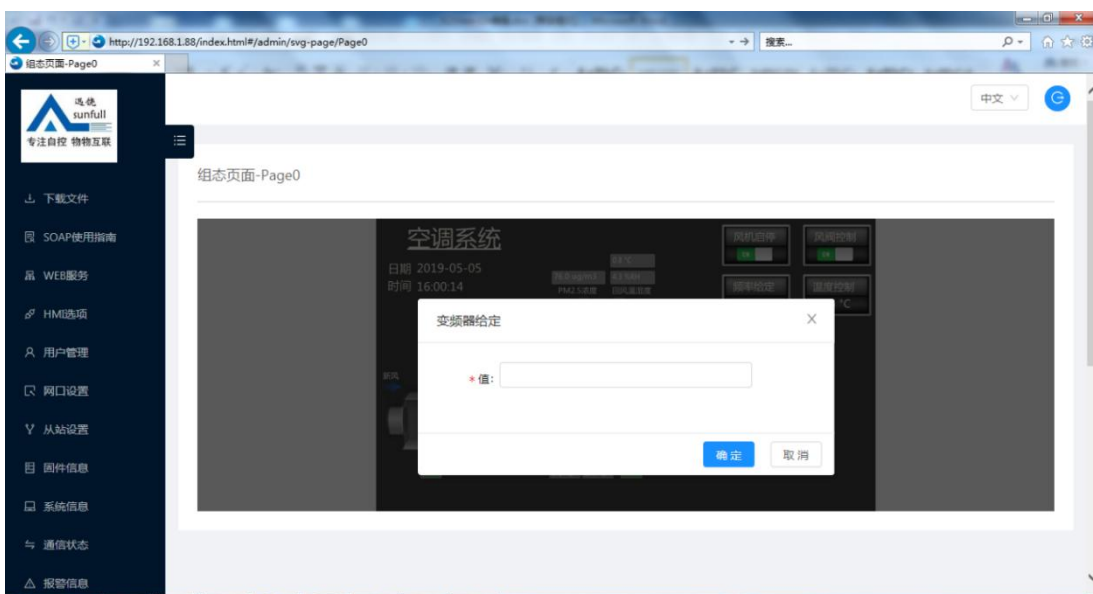 http://192.168.1.88/index.html#/admin/svg-page/Page0
搜索...
组态页面-Page0
sunfull
专注自控 物物互联
中文
组态页面-Page0
下载文件
SOAP使用指南
WEB服务
HMI选项
用户管理
网口设置
从站设置
固件信息
系统信息
通信状态
报警信息
空调系统
日期 2019-05-05
时间 16:00:14
PM2.5浓度
回风温湿度
风机启停
风阀控制
频率给定
温度控制
℃
新风
变频器给定
* 值:
确定
取消